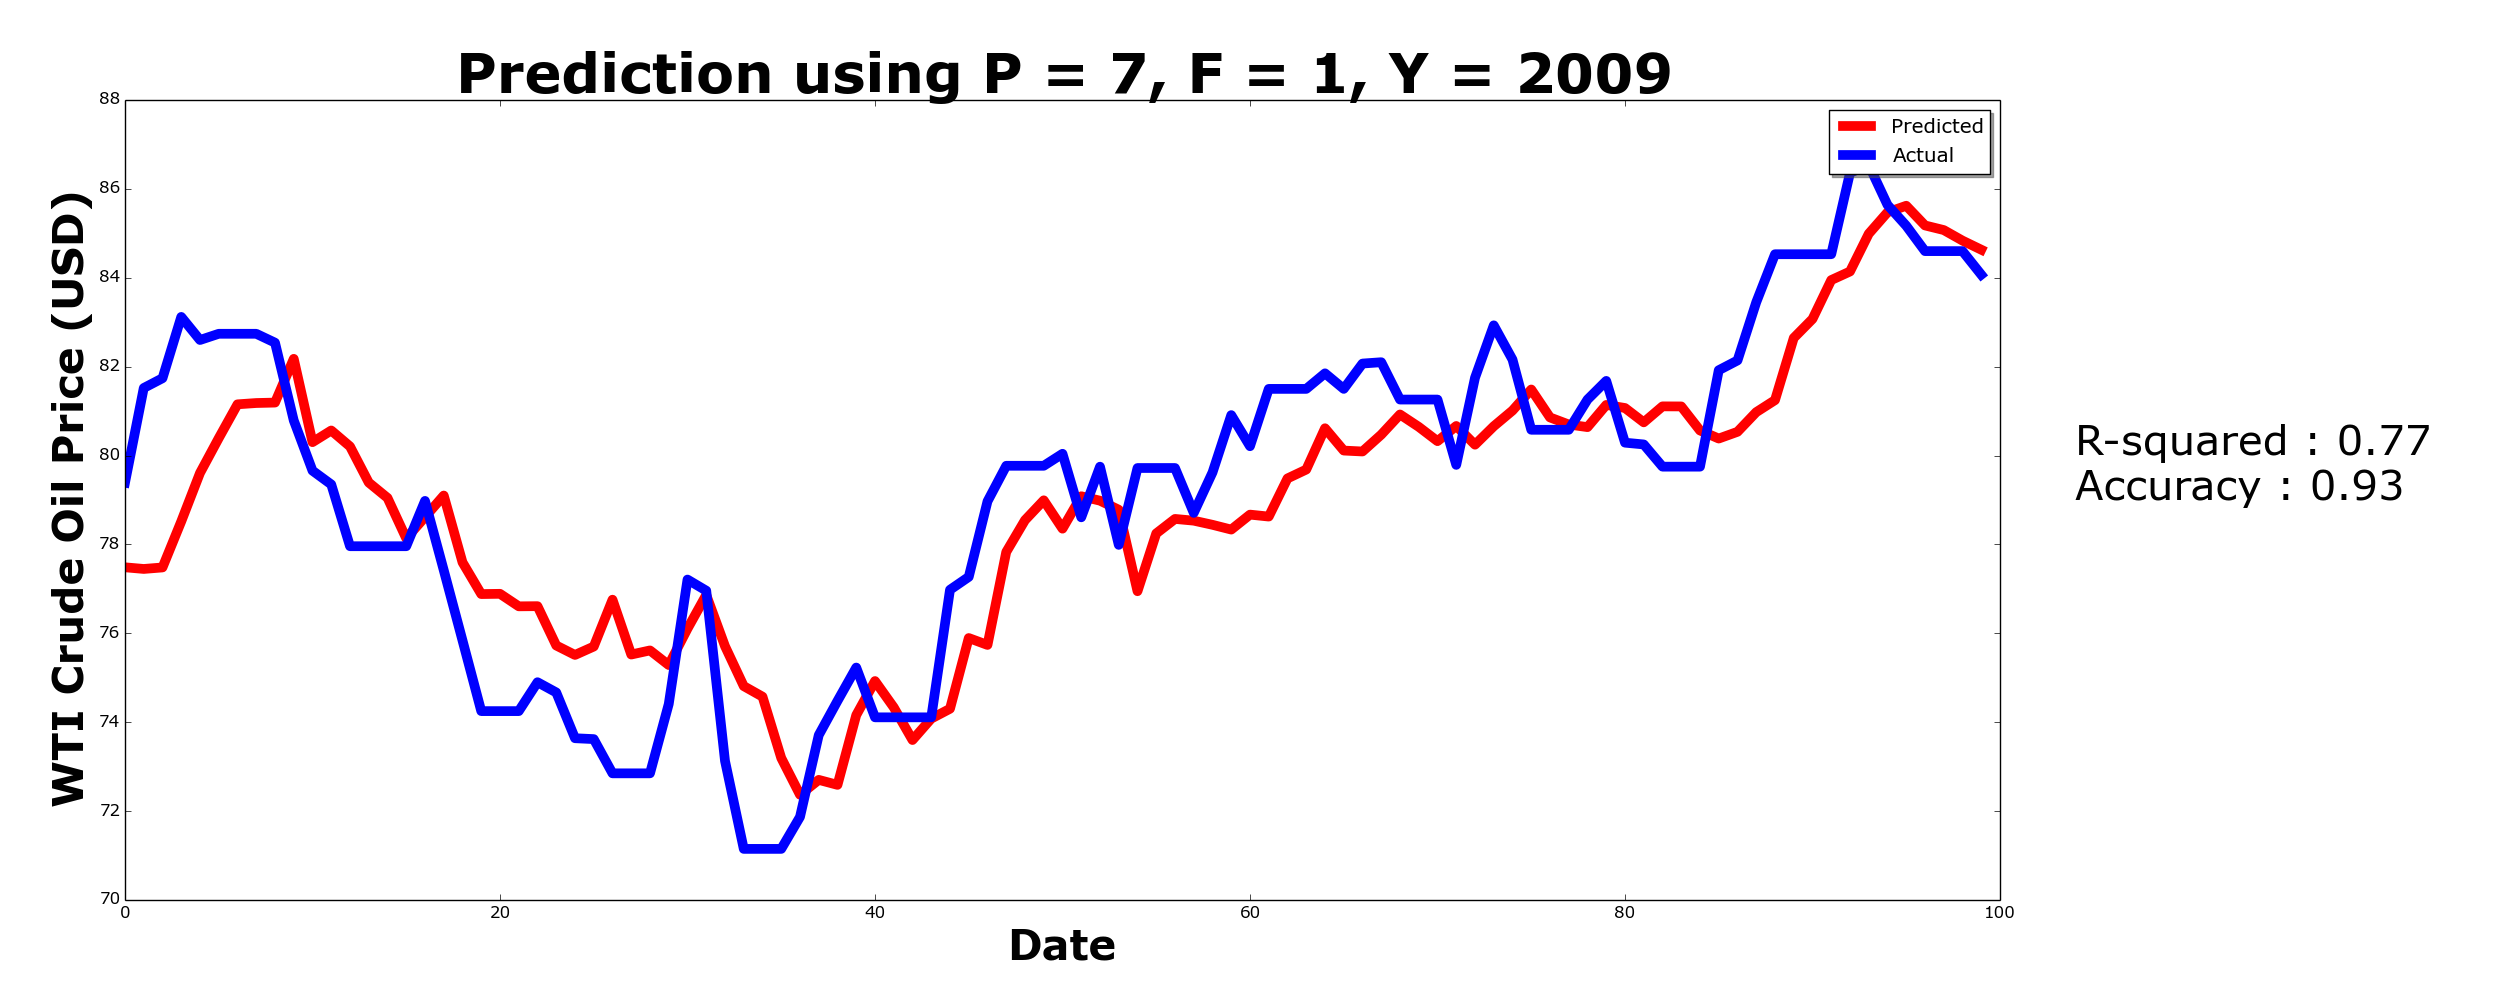 Prediction using P = 7, F = 1, Y = 2009
88
86
84
82
80
78
76
74
72
70
WTI Crude Oil Price (USD)
Predicted
Actual
R-squared : 0.77
Accuracy : 0.93
0 20 40 60 80 100
Date